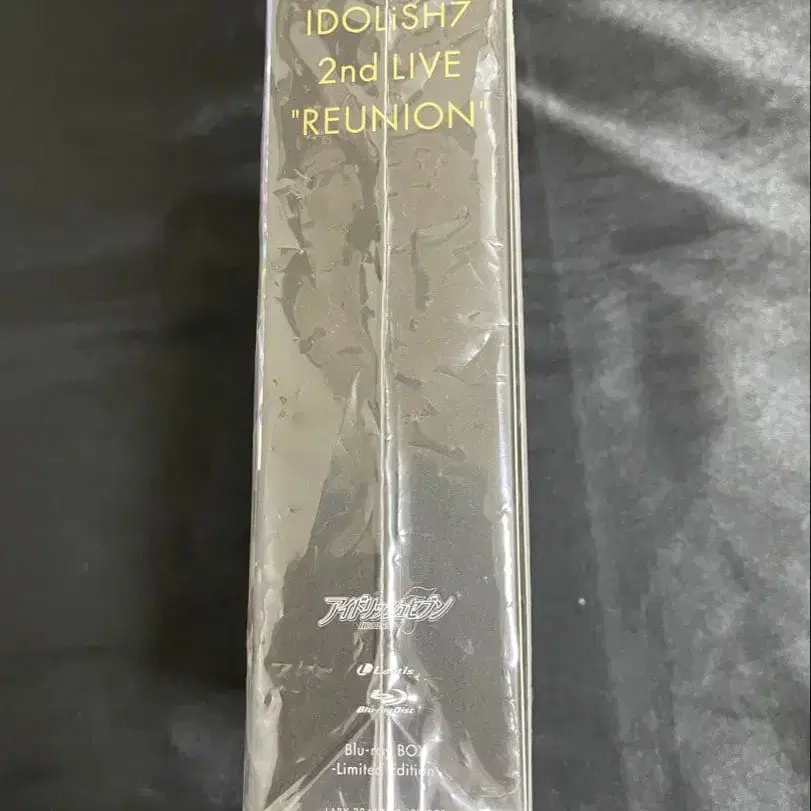 IDOLiSH7
2nd LIVE
"REUNION"
アイドリッシュセブン
Lantis
Blu-ray Disc
Blu-ray BOX
-Limited Edition-